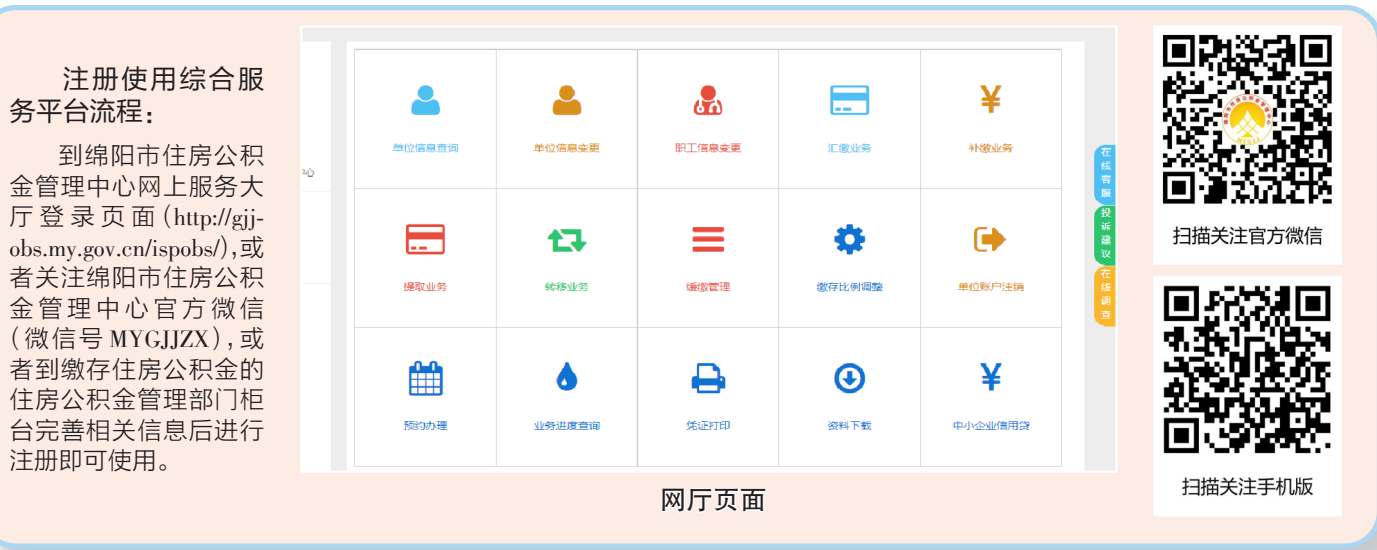 注册使用综合服
务平台流程：
到绵阳市住房公积
金管理中心网上服务大
厅登录页面(http://gjj-
obs.my.gov.cn/ispobs/),或
者关注绵阳市住房公积
金管理中心官方微信
(微信号MYGJJZX),或
者到缴存住房公积金的
住房公积金管理部门柜
台完善相关信息后进行
注册即可使用。
中心
单位信息查询
单位信息变更
职工信息变更
汇缴业务
补缴业务
提取业务
转移业务
缓缴管理
缴存比例调整
单位账户注销
预约办理
业务进度查询
凭证打印
资料下载
中小企业信用贷
在线客服
投诉建议
在线调查
网厅页面
扫描关注官方微信
扫描关注手机版